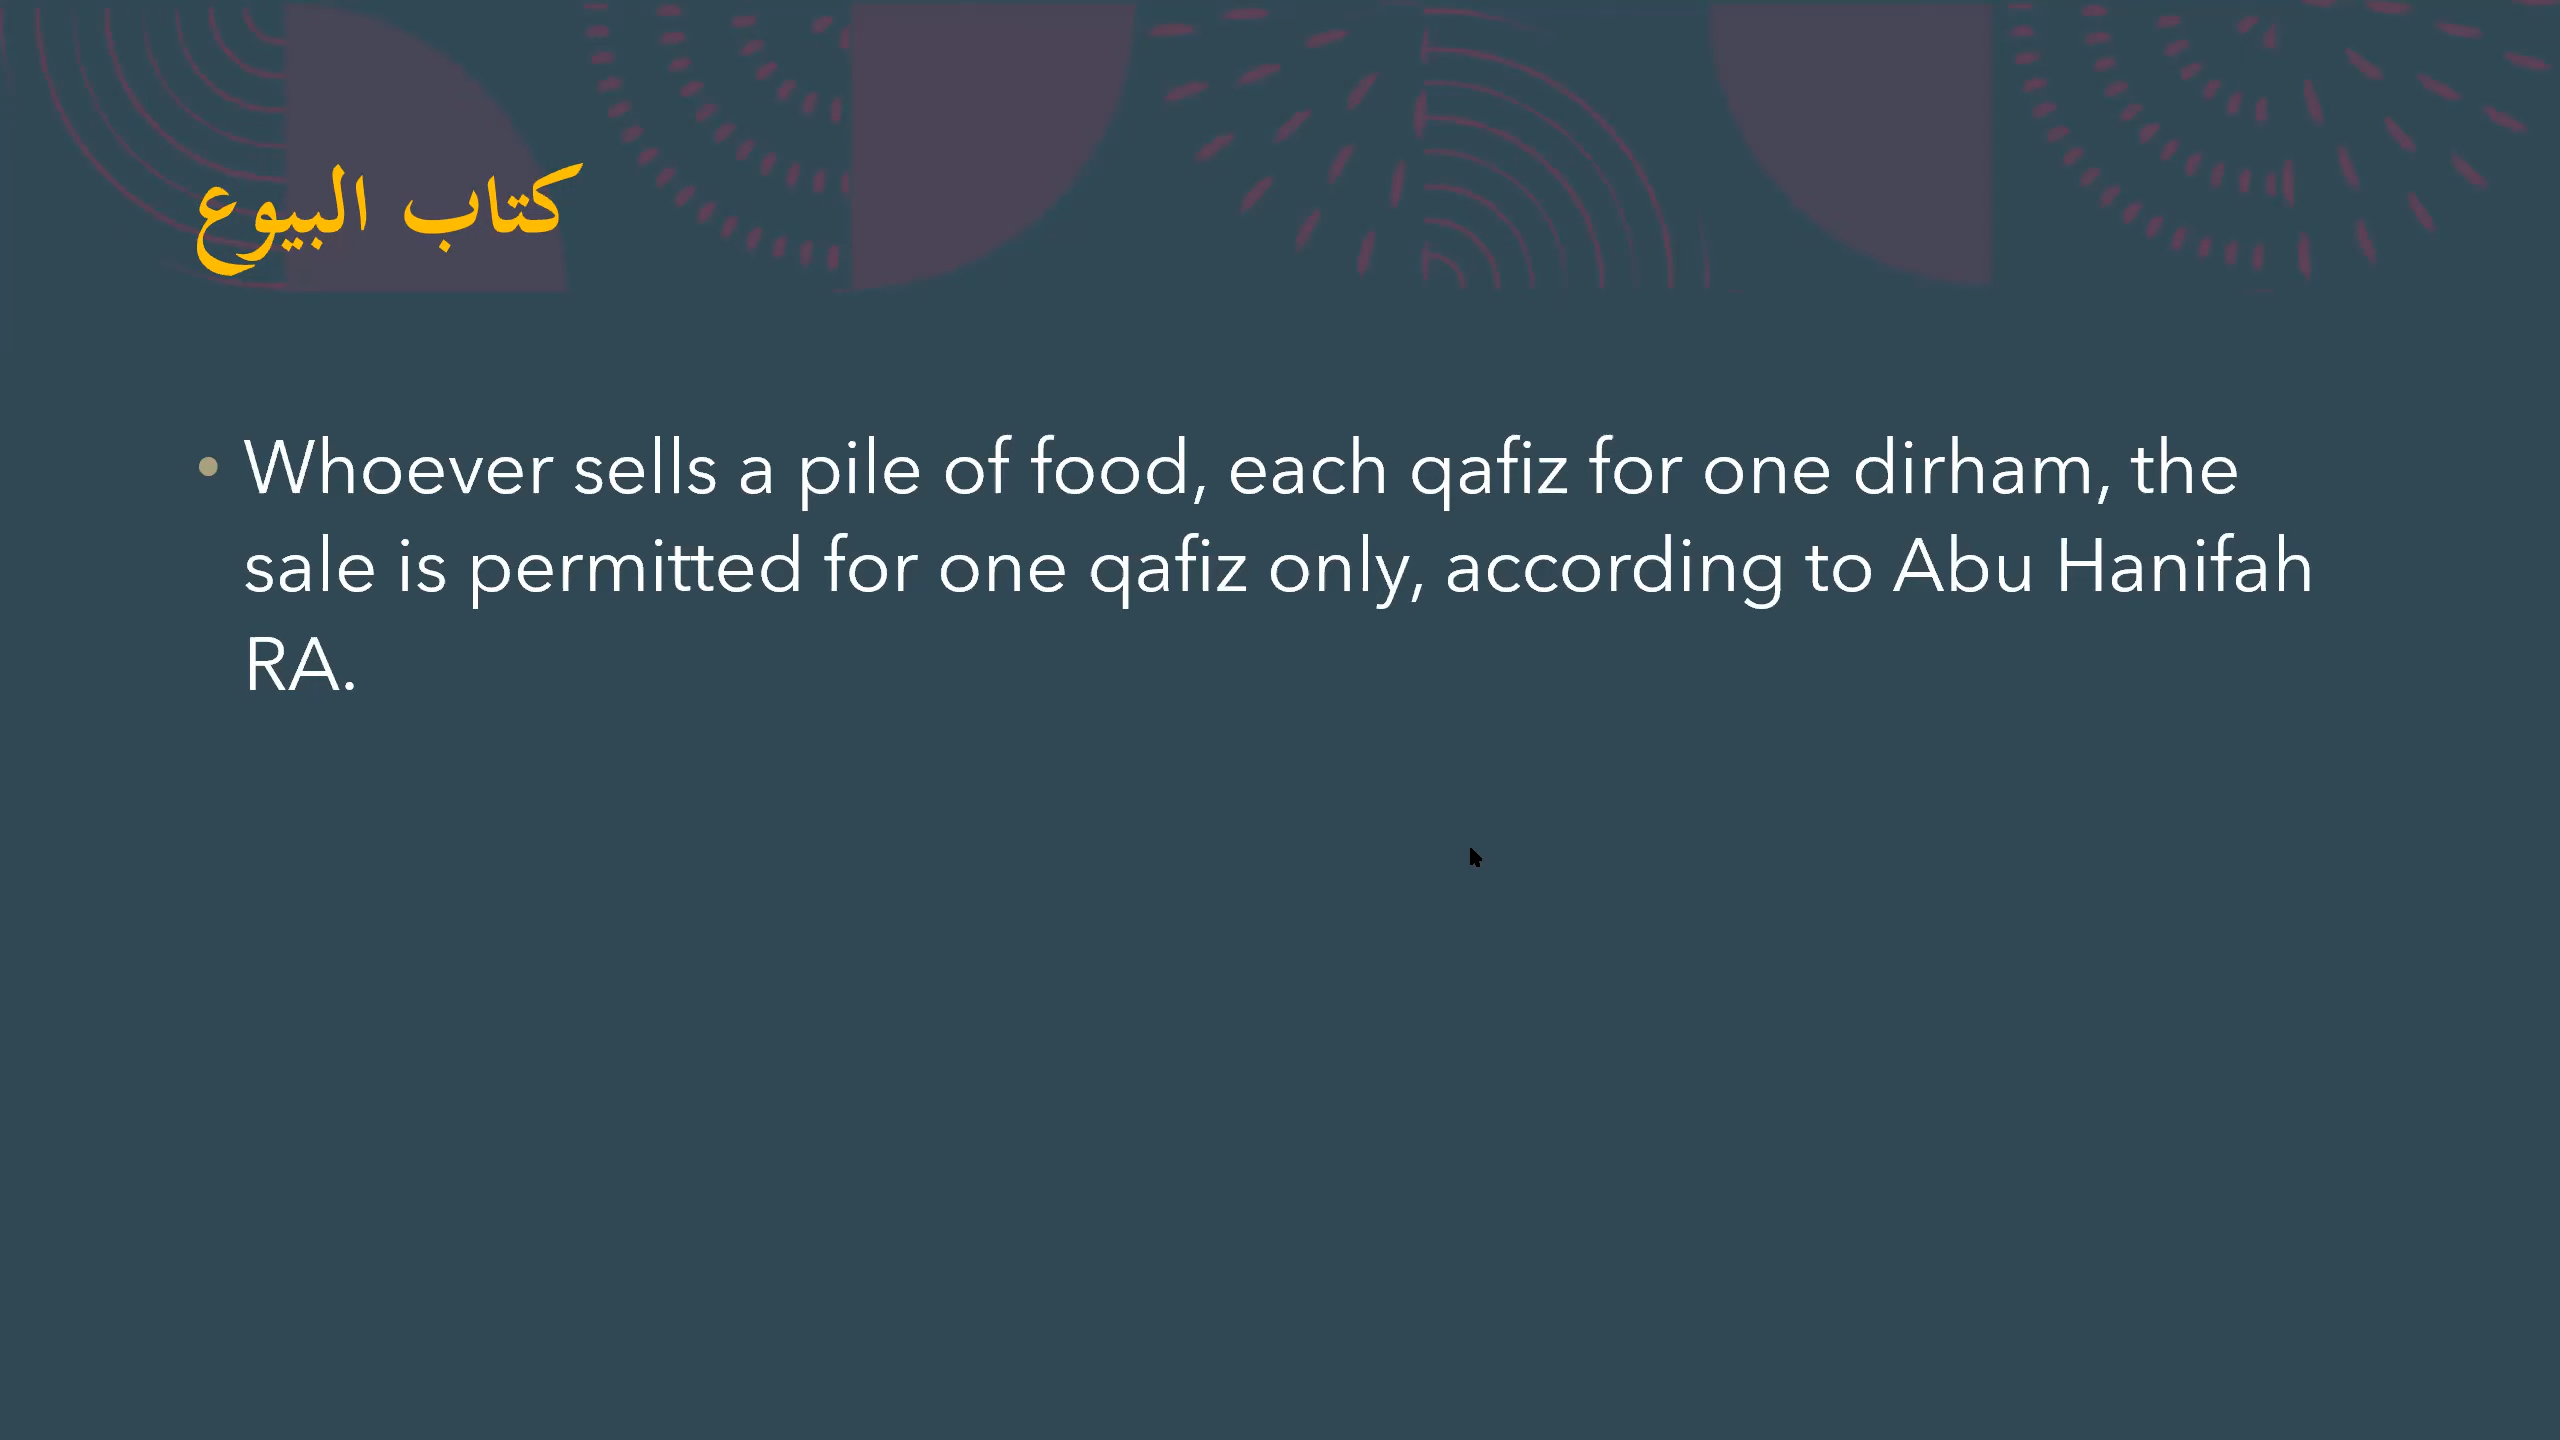 كتاب البيوع
• Whoever sells a pile of food, each qafiz for one dirham, the
sale is permitted for one qafiz only, according to Abu Hanifah
RA.